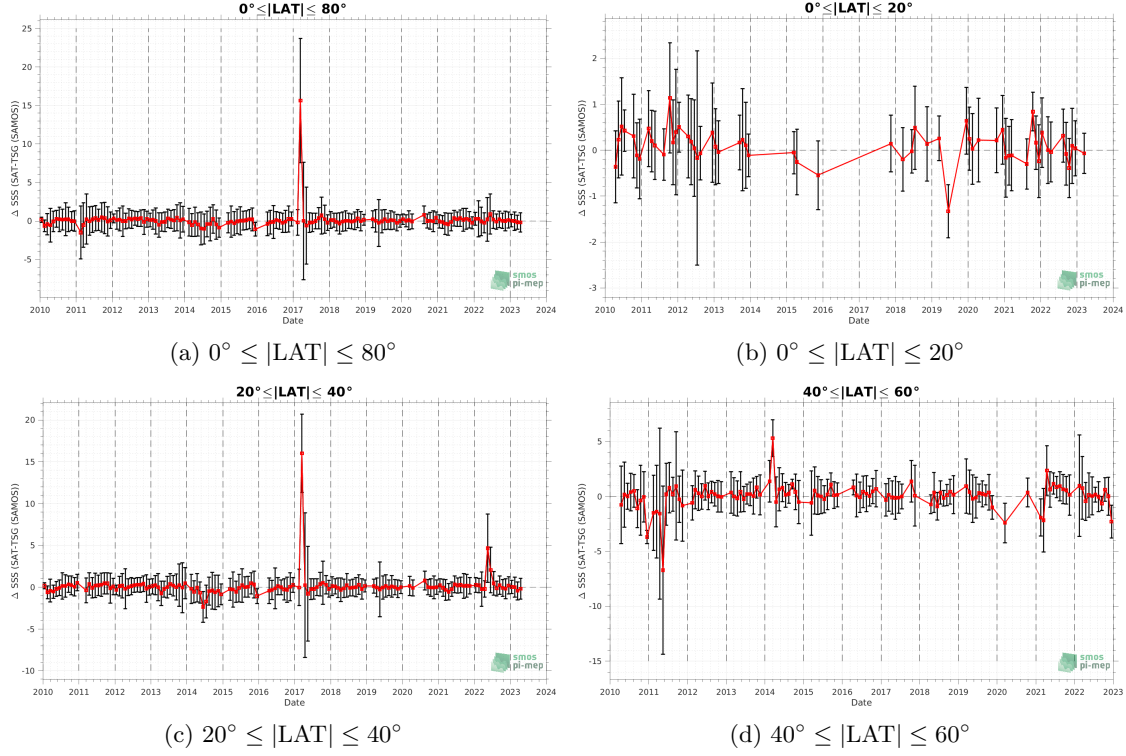 0°≤|LAT|≤ 80°
25
20
15
10
5
0
-5
Δ SSS (SAT-TSG (SAMOS))
2010 2011 2012 2013 2014 2015 2016 2017 2018 2019 2020 2021 2022 2023 2024
Date
smos
pi-mep
(a) 0° ≤ |LAT| ≤ 80°
0°≤|LAT|≤ 20°
2
1
0
-1
-2
-3
Δ SSS (SAT-TSG (SAMOS))
2010 2011 2012 2013 2014 2015 2016 2017 2018 2019 2020 2021 2022 2023 2024
Date
smos
pi-mep
(b) 0° ≤ |LAT| ≤ 20°
20°≤|LAT|≤ 40°
20
15
10
5
0
-5
-10
Δ SSS (SAT-TSG (SAMOS))
2010 2011 2012 2013 2014 2015 2016 2017 2018 2019 2020 2021 2022 2023 2024
Date
smos
pi-mep
(c) 20° ≤ |LAT| ≤ 40°
40°≤|LAT|≤ 60°
5
0
-5
-10
-15
Δ SSS (SAT-TSG (SAMOS))
2010 2011 2012 2013 2014 2015 2016 2017 2018 2019 2020 2021 2022 2023
Date
smos
pi-mep
(d) 40° ≤ |LAT| ≤ 60°